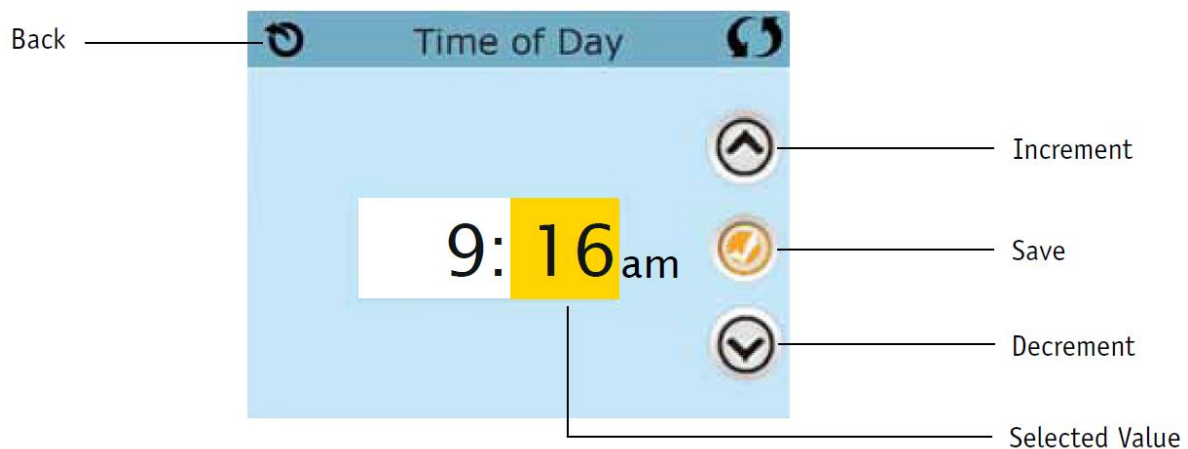 Back
Time of Day
Increment
9:16am
Save
Decrement
Selected Value